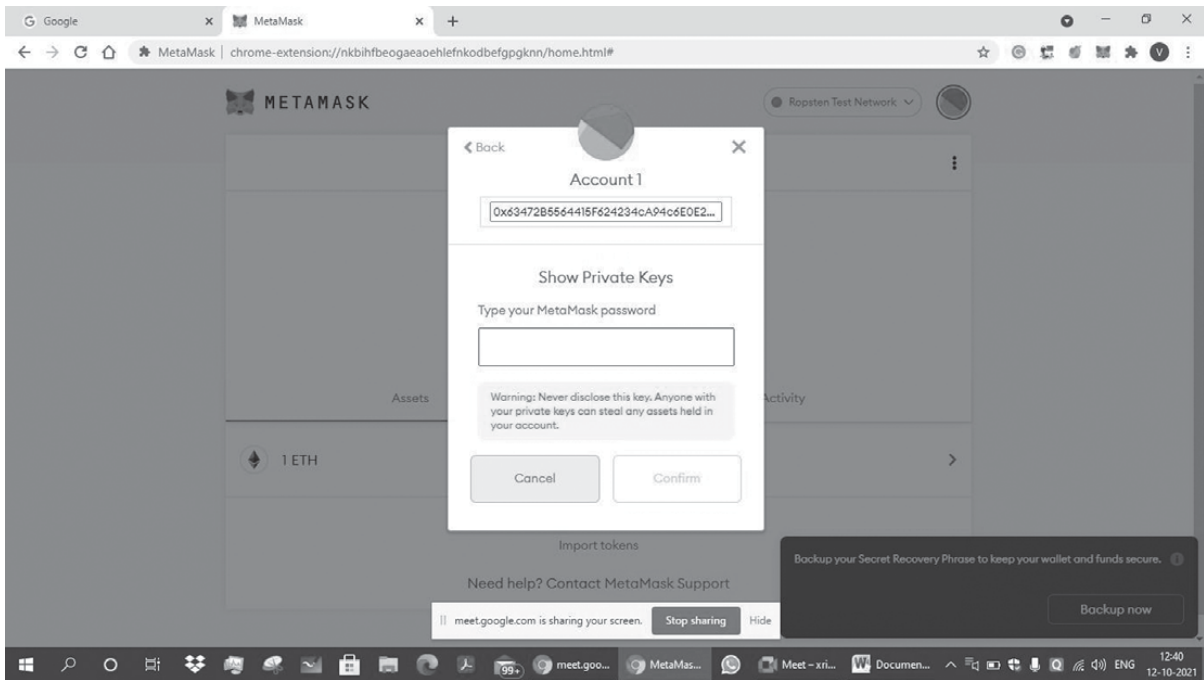 Google
MetaMask
MetaMask
chrome-extension://nkbihfbeogaeaoehlefnkodbefgpgknn/home.html#
V
METAMASK
Ropsten Test Network
Back
Account 1
0x63472B5564415F624234cA94c6E0E2...
Show Private Keys
Type your MetaMask password
Assets
Activity
Warning: Never disclose this key. Anyone with
your private keys can steal any assets held in
your account.
1 ETH
Cancel
Confirm
Import tokens
Backup your Secret Recovery Phrase to keep your wallet and funds secure.
Need help? Contact MetaMask Support
Backup now
meet.google.com is sharing your screen.
Stop sharing
Hide
99+
meet.goo...
MetaMas...
Meet – xri...
Documen...
ENG
12:40
12-10-2021